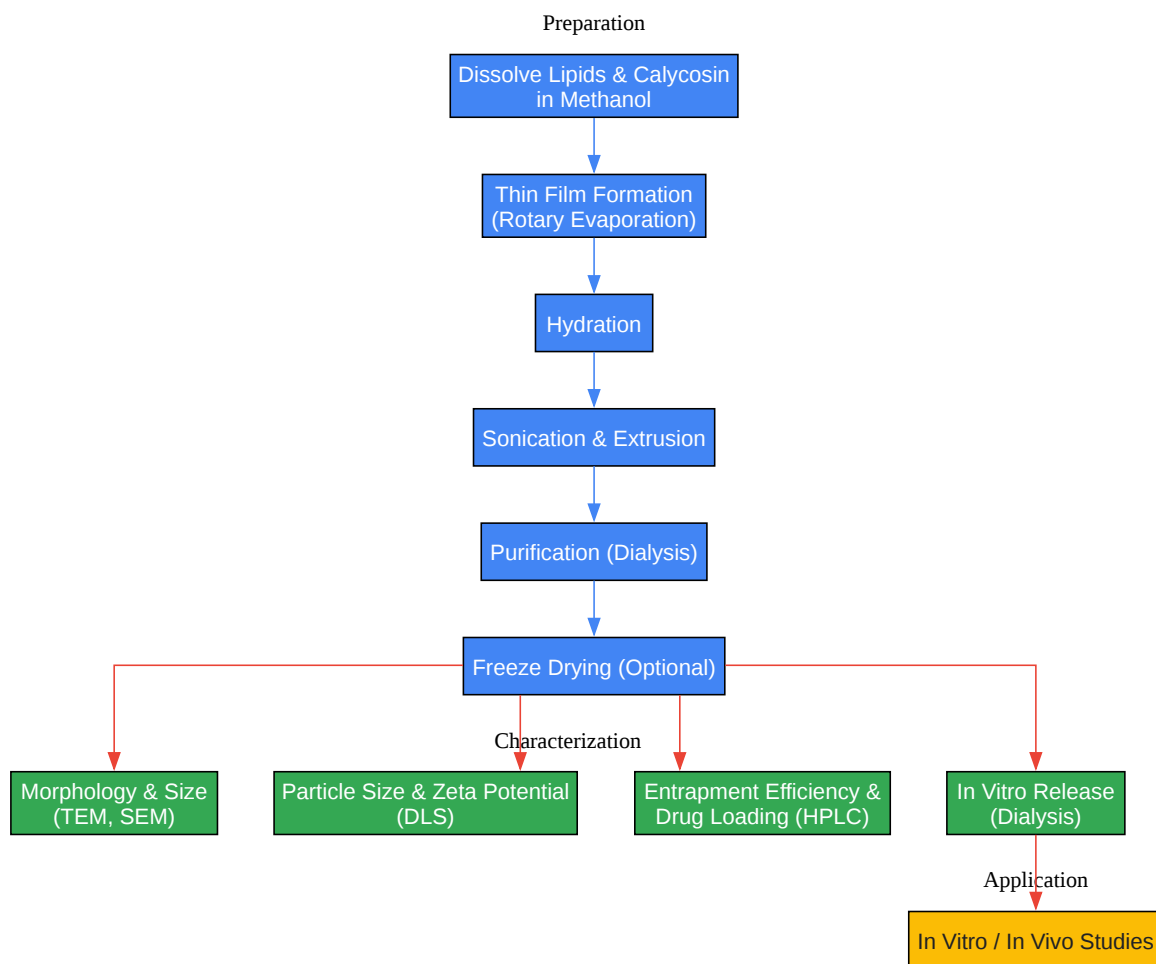 Preparation
Dissolve Lipids & Calycosin
in Methanol
Thin Film Formation
(Rotary Evaporation)
Hydration
Sonication & Extrusion
Purification (Dialysis)
Freeze Drying (Optional)
Characterization
Morphology & Size
(TEM, SEM)
Particle Size & Zeta Potential
(DLS)
Entrapment Efficiency &
Drug Loading (HPLC)
In Vitro Release
(Dialysis)
Application
In Vitro / In Vivo Studies